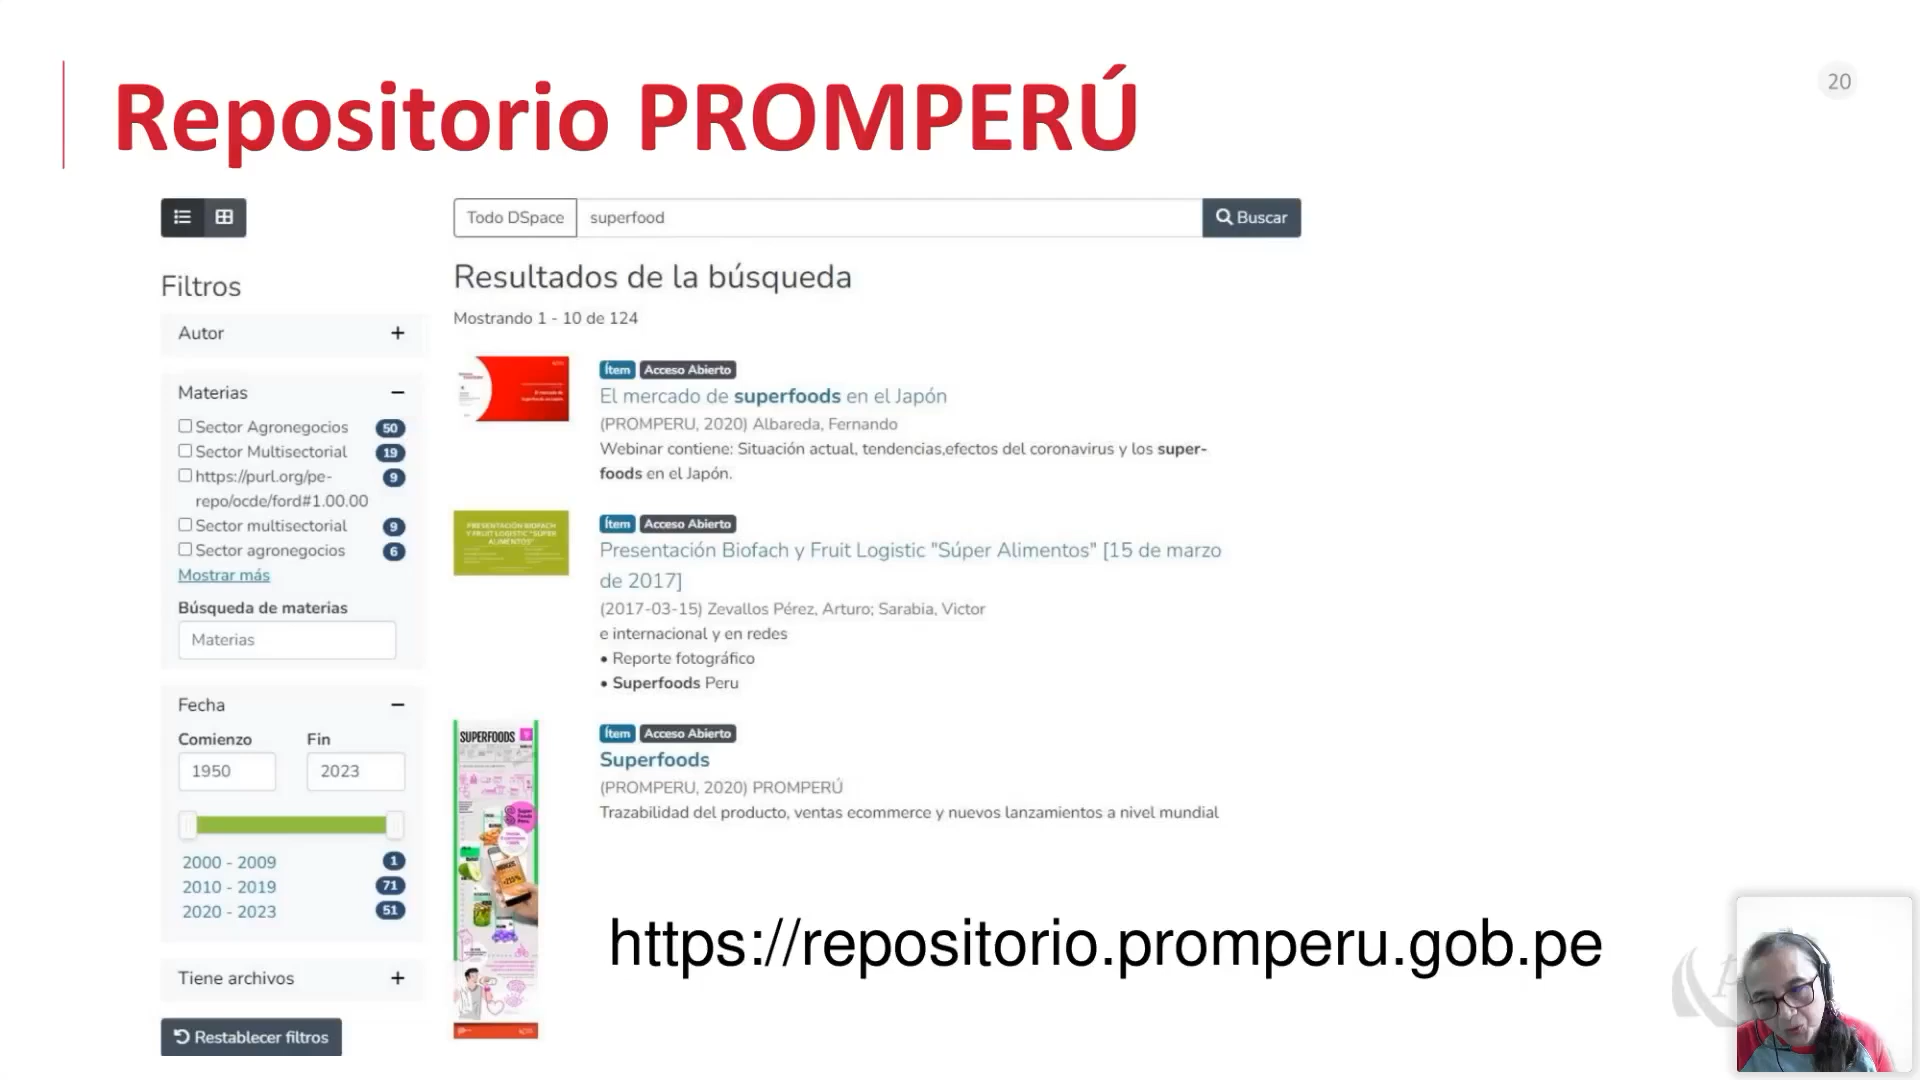 Repositorio PROMPERÚ
20
Todo DSpace
superfood
Buscar
Filtros
Autor
Materias
Sector Agronegocios 50
Sector Multisectorial 19
https://purl.org/pe- 9
repo/ocde/ford#1.00.00
Sector multisectorial 9
Sector agronegocios 6
Mostrar más
Búsqueda de materias
Materias
Fecha
Comienzo Fin
1950 2023
2000 - 2009 1
2010 - 2019 71
2020 - 2023 51
Tiene archivos
Restablecer filtros
Resultados de la búsqueda
Mostrando 1 - 10 de 124
Ítem Acceso Abierto
El mercado de superfoods en el Japón
(PROMPERU, 2020) Albareda, Fernando
Webinar contiene: Situación actual, tendencias,efectos del coronavirus y los super-
foods en el Japón.
PRESENTACIÓN BIOFACH
Y FRUIT LOGISTIC "SÚPER
ALIMENTOS"
Ítem Acceso Abierto
Presentación Biofach y Fruit Logistic "Súper Alimentos" [15 de marzo
de 2017]
(2017-03-15) Zevallos Pérez, Arturo; Sarabia, Victor
e internacional y en redes
• Reporte fotográfico
• Superfoods Peru
SUPERFOODS
Ítem Acceso Abierto
Superfoods
(PROMPERU, 2020) PROMPERÚ
Trazabilidad del producto, ventas ecommerce y nuevos lanzamientos a nivel mundial
https://repositorio.promperu.gob.pe